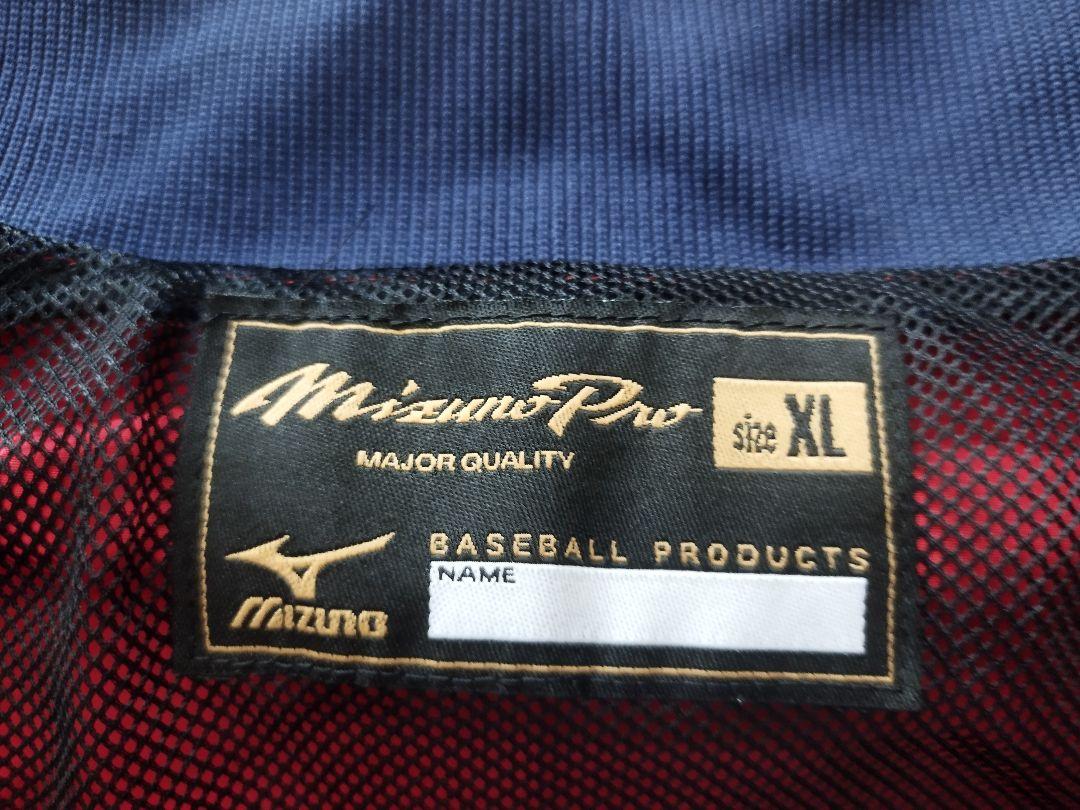 Mizuno Pro
size XL
MAJOR QUALITY
BASEBALL PRODUCTS
NAME
MIZUNO